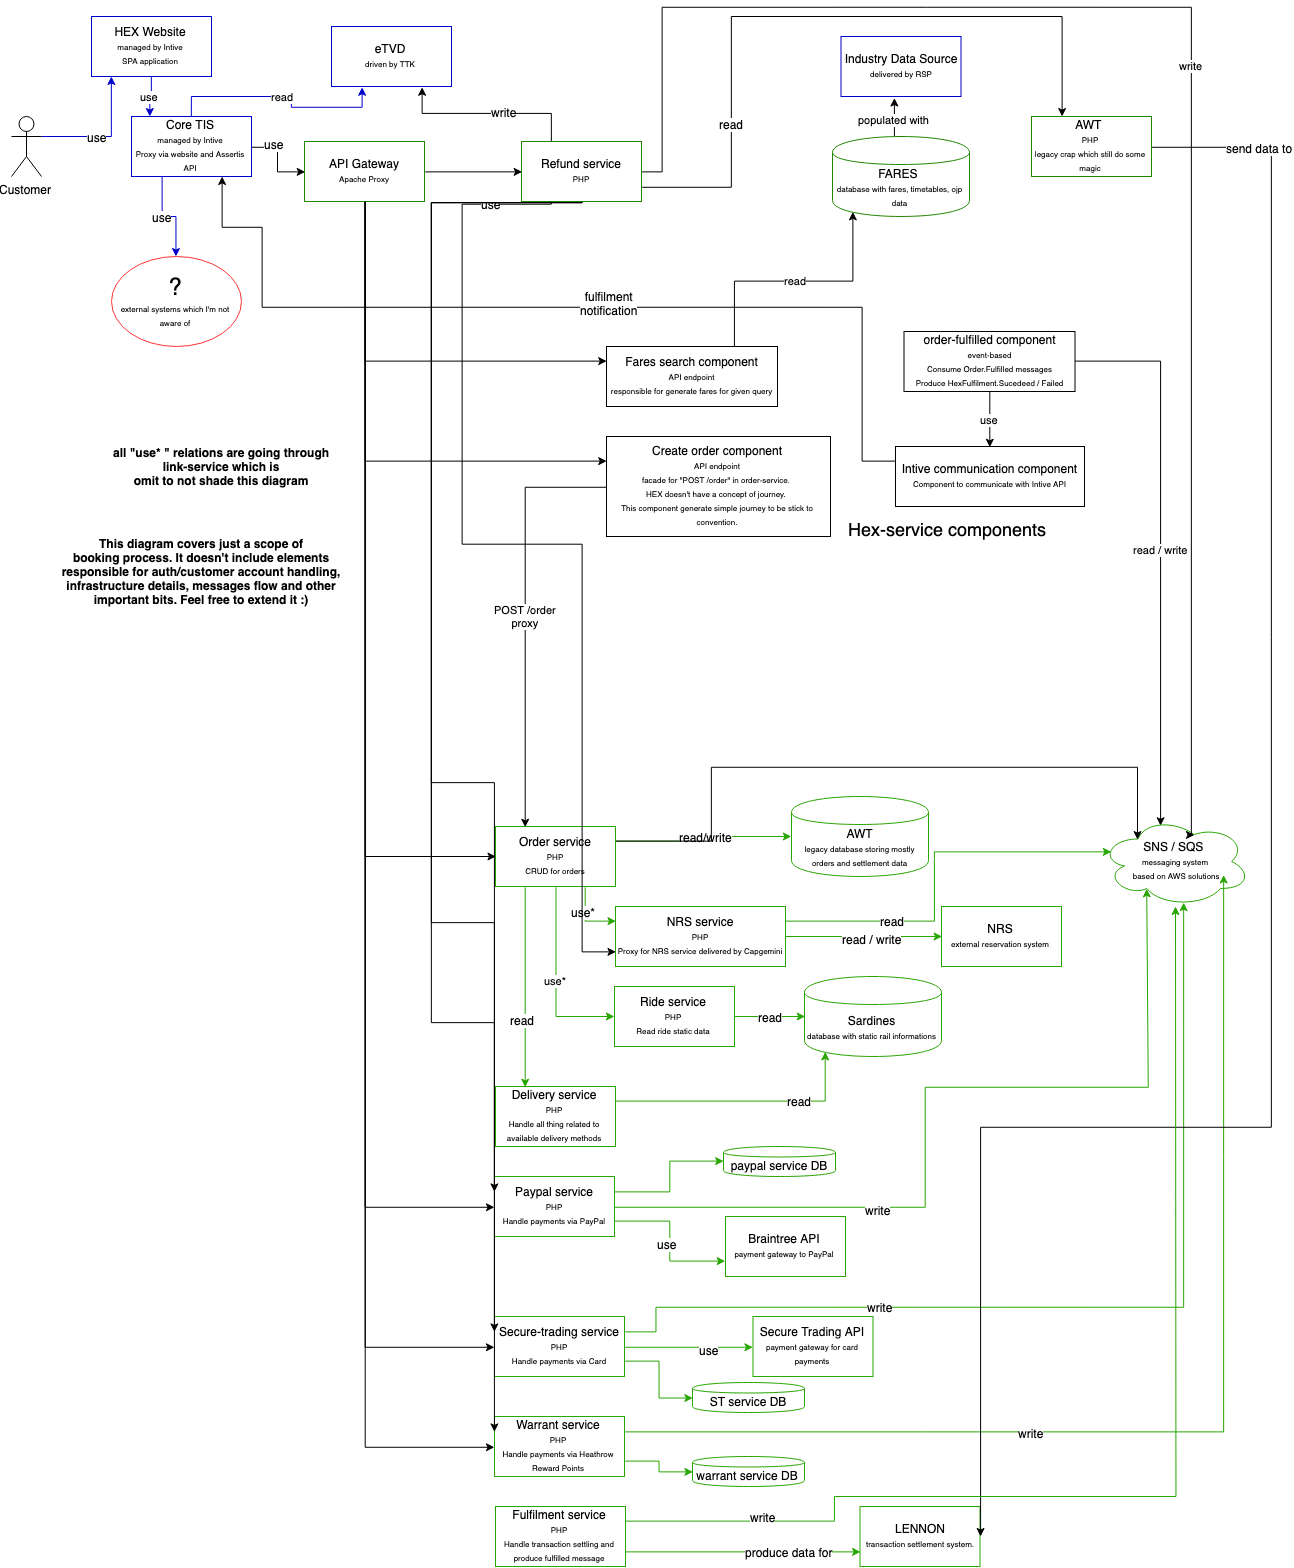 HEX Website
managed by Intive
SPA application
use
use
Customer
Core TIS
managed by Intive
Proxy via website and Assertis
API
read
use
use
?
external systems which I'm not
aware of
eTVD
driven by TTK
write
API Gateway
Apache Proxy
Refund service
PHP
use
read
write
Industry Data Source
delivered by RSP
populated with
FARES
database with fares, timetables, ojp
data
AWT
PHP
legacy crap which still do some
magic
send data to
read
fulfilment
notification
Fares search component
API endpoint
responsible for generate fares for given query
order-fulfilled component
event-based
Consume Order.Fulfilled messages
Produce HexFulfilment.Sucedeed / Failed
use
Create order component
API endpoint
facade for "POST /order" in order-service.
HEX doesn't have a concept of journey.
This component generate simple journey to be stick to
convention.
Intive communication component
Component to communicate with Intive API
Hex-service components
all "use* " relations are going through
link-service which is
omit to not shade this diagram
This diagram covers just a scope of
booking process. It doesn't include elements
responsible for auth/customer account handling,
infrastructure details, messages flow and other
important bits. Feel free to extend it :)
read / write
POST /order
proxy
Order service
PHP
CRUD for orders
read/write
AWT
legacy database storing mostly
orders and settlement data
SNS / SQS
messaging system
based on AWS solutions
use*
NRS service
PHP
Proxy for NRS service delivered by Capgemini
read
read / write
NRS
external reservation system
use*
Ride service
PHP
Read ride static data
read
Sardines
database with static rail informations
read
Delivery service
PHP
Handle all thing related to
available delivery methods
read
paypal service DB
Paypal service
PHP
Handle payments via PayPal
write
use
Braintree API
payment gateway to PayPal
write
Secure-trading service
PHP
Handle payments via Card
use
Secure Trading API
payment gateway for card
payments
ST service DB
Warrant service
PHP
Handle payments via Heathrow
Reward Points
write
warrant service DB
Fulfilment service
PHP
Handle transaction settling and
produce fulfilled message
write
produce data for
LENNON
transaction settlement system.